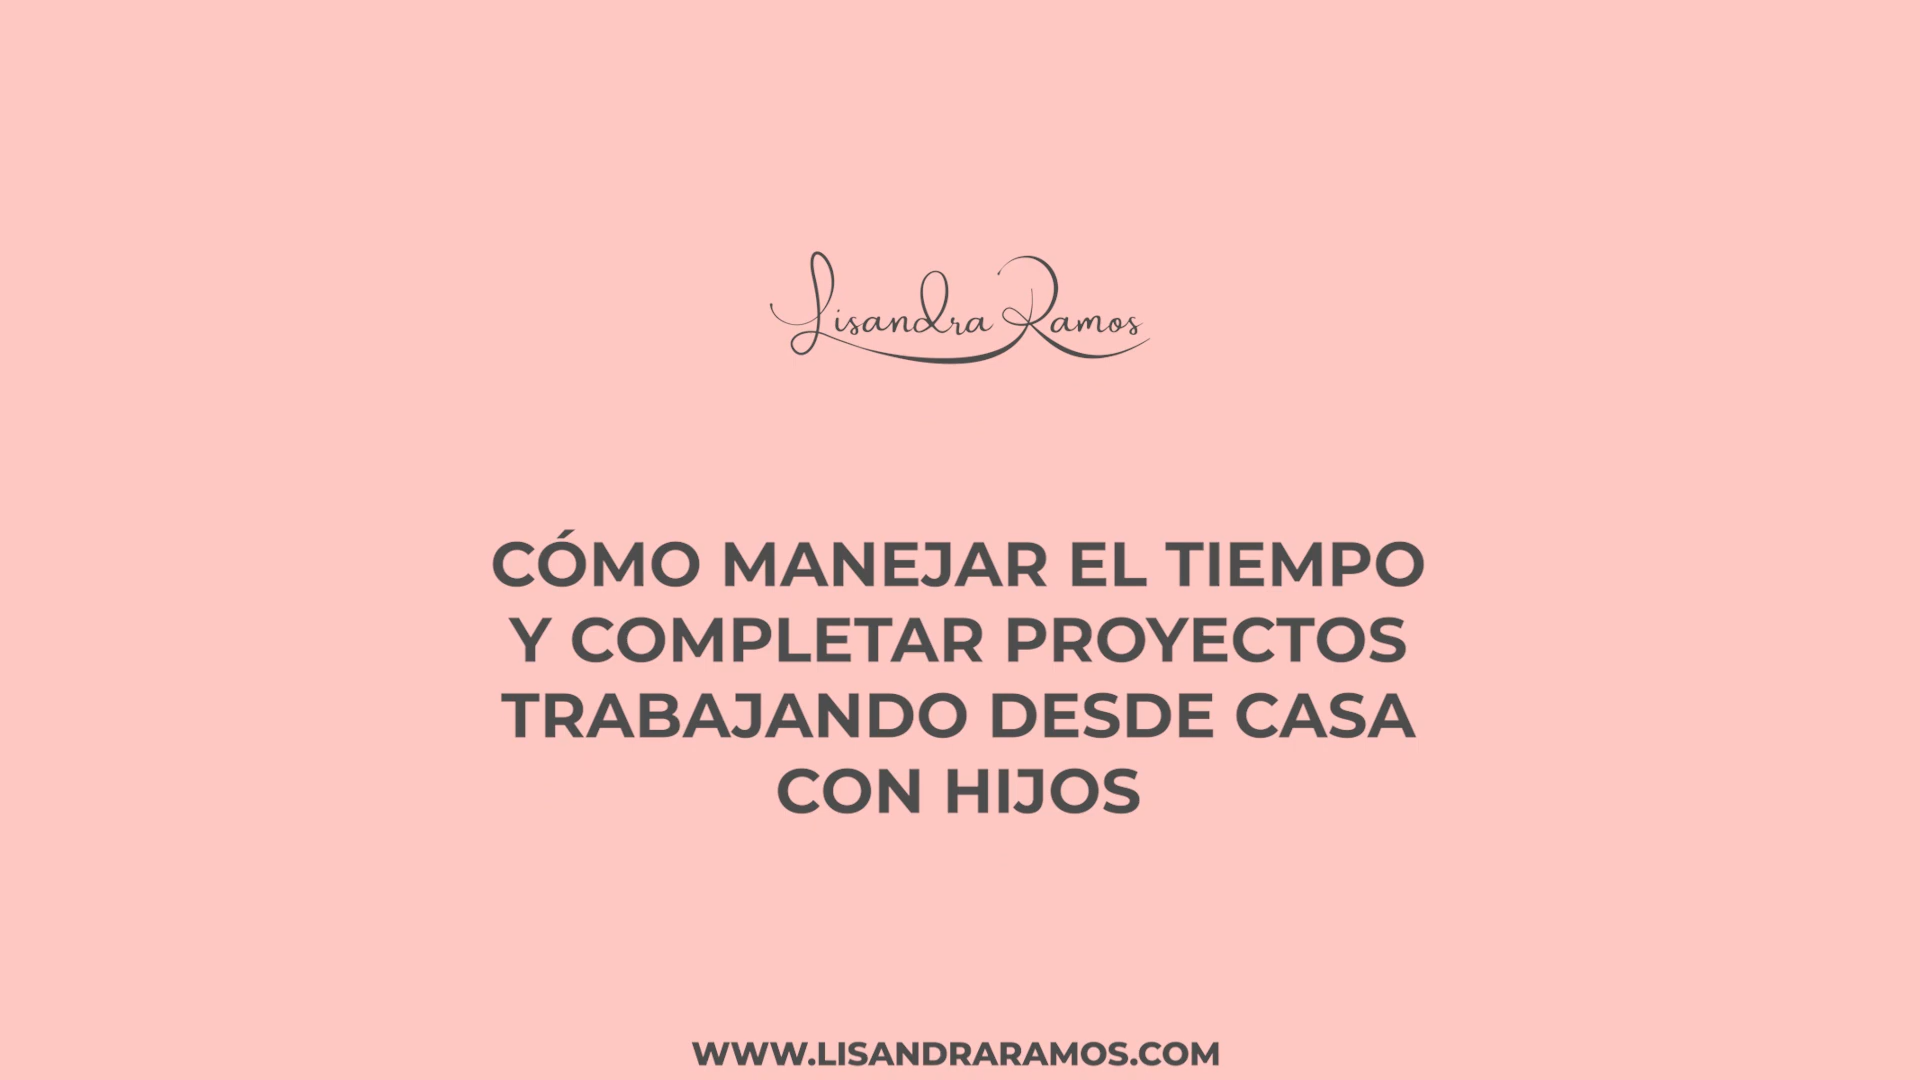 Lisandra Ramos
CÓMO MANEJAR EL TIEMPO
Y COMPLETAR PROYECTOS
TRABAJANDO DESDE CASA
CON HIJOS
WWW.LISANDRARAMOS.COM